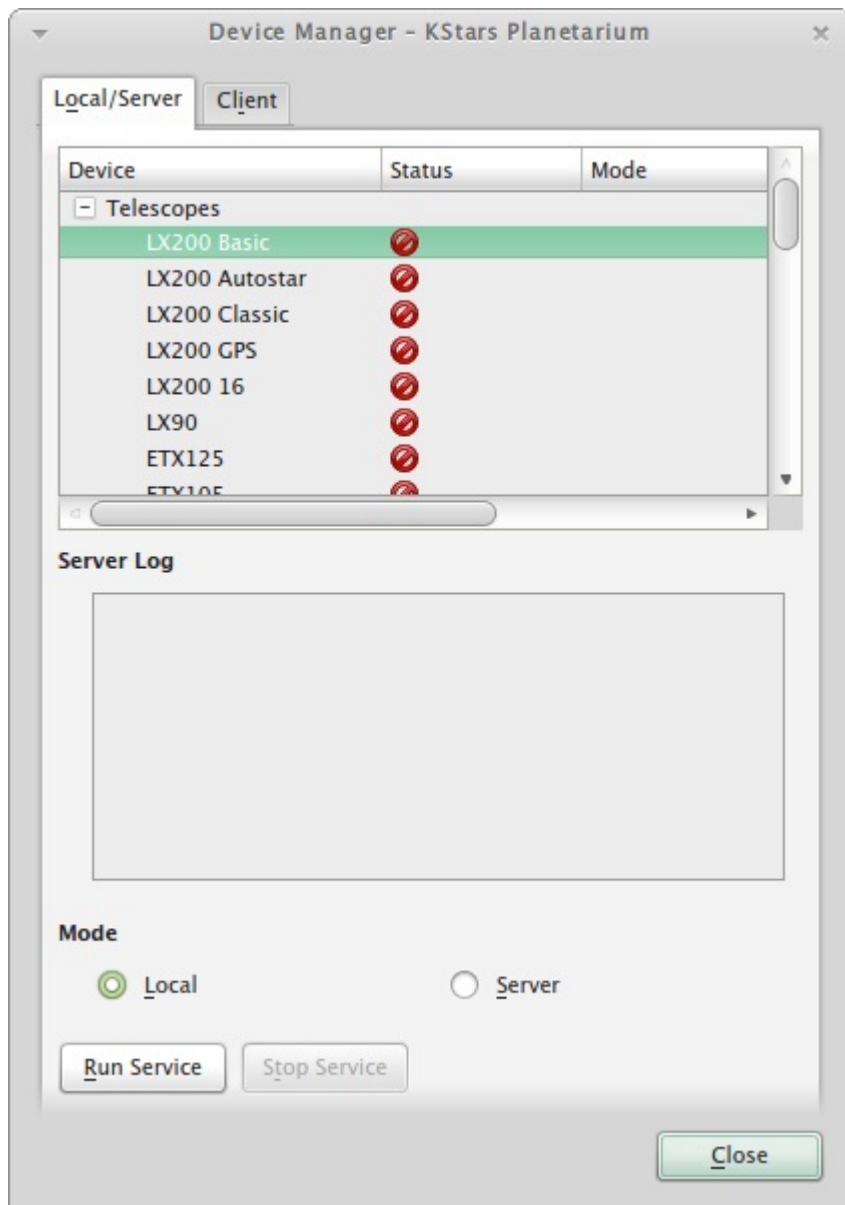 Device Manager – KStars Planetarium
Local/Server Client
Device Status Mode
Telescopes
LX200 Basic
LX200 Autostar
LX200 Classic
LX200 GPS
LX200 16
LX90
ETX125
ETX105
Server Log
Mode
Local Server
Run Service Stop Service
Close